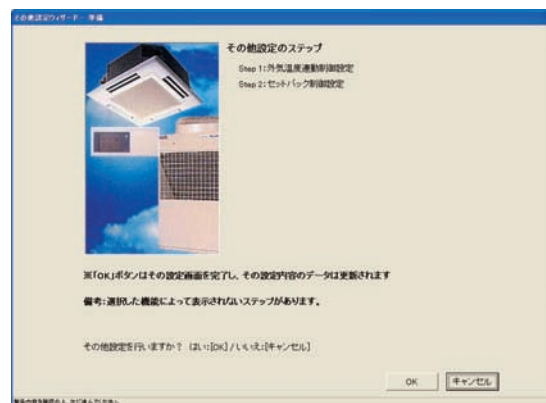 その他設定ウィザード - 準備
その他設定のステップ
Step 1:外気温度連動制御設定
Step 2:セットバック制御設定
※「OK」ボタンはその設定画面を完了し、その設定内容のデータは更新されます
備考:選択した機能によって表示されないステップがあります。
その他設定を行いますか? はい:[OK] / いいえ:[キャンセル]
OK
キャンセル